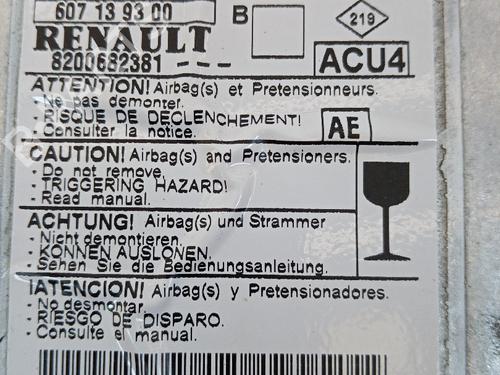 607 13 93 00
B
219
RENAULT
8200682381 ---
ACU4
ATTENTION! Airbag(s) et Pretensionneurs.
- Ne pas demonter.
- RISQUE DE DECLENCHEMENT!
- Consulter la notice.
AE
CAUTION! Airbag(s) and Pretensioners.
- Do not remove.
- TRIGGERING HAZARD!
- Read manual.
ACHTUNG! Airbag(s) und Strammer
- Nicht demontieren.
- KONNEN AUSLONEN.
- Sehen Sie die Bedienungsanleitung.
¡ATENCION! Airbag(s) y Pretensionadores.
- No desmontar.
- RIESGO DE DISPARO.
- Consulte el manual.